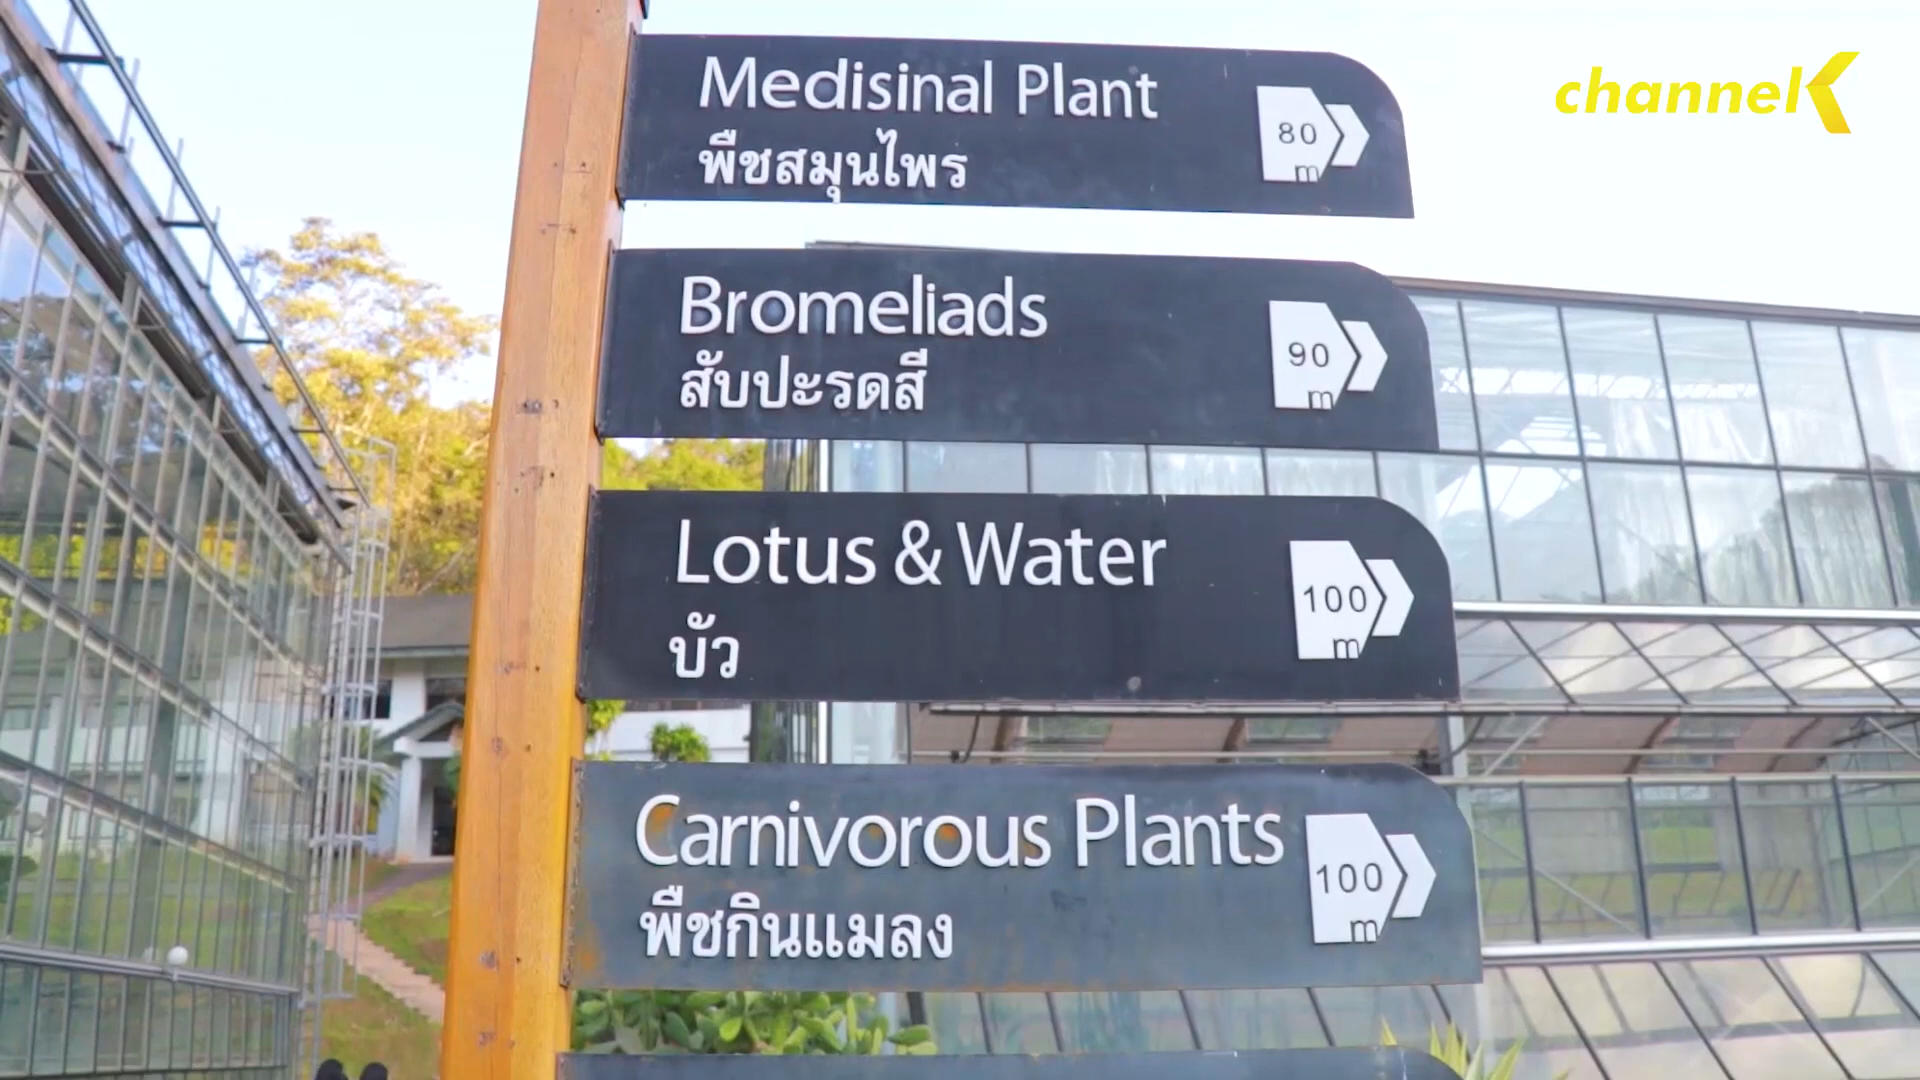 channelK
Medisinal Plant
พืชสมุนไพร
80
m
Bromeliads
สับปะรดสี
90
m
Lotus & Water
บัว
100
m
Carnivorous Plants
พืชกินแมลง
100
m